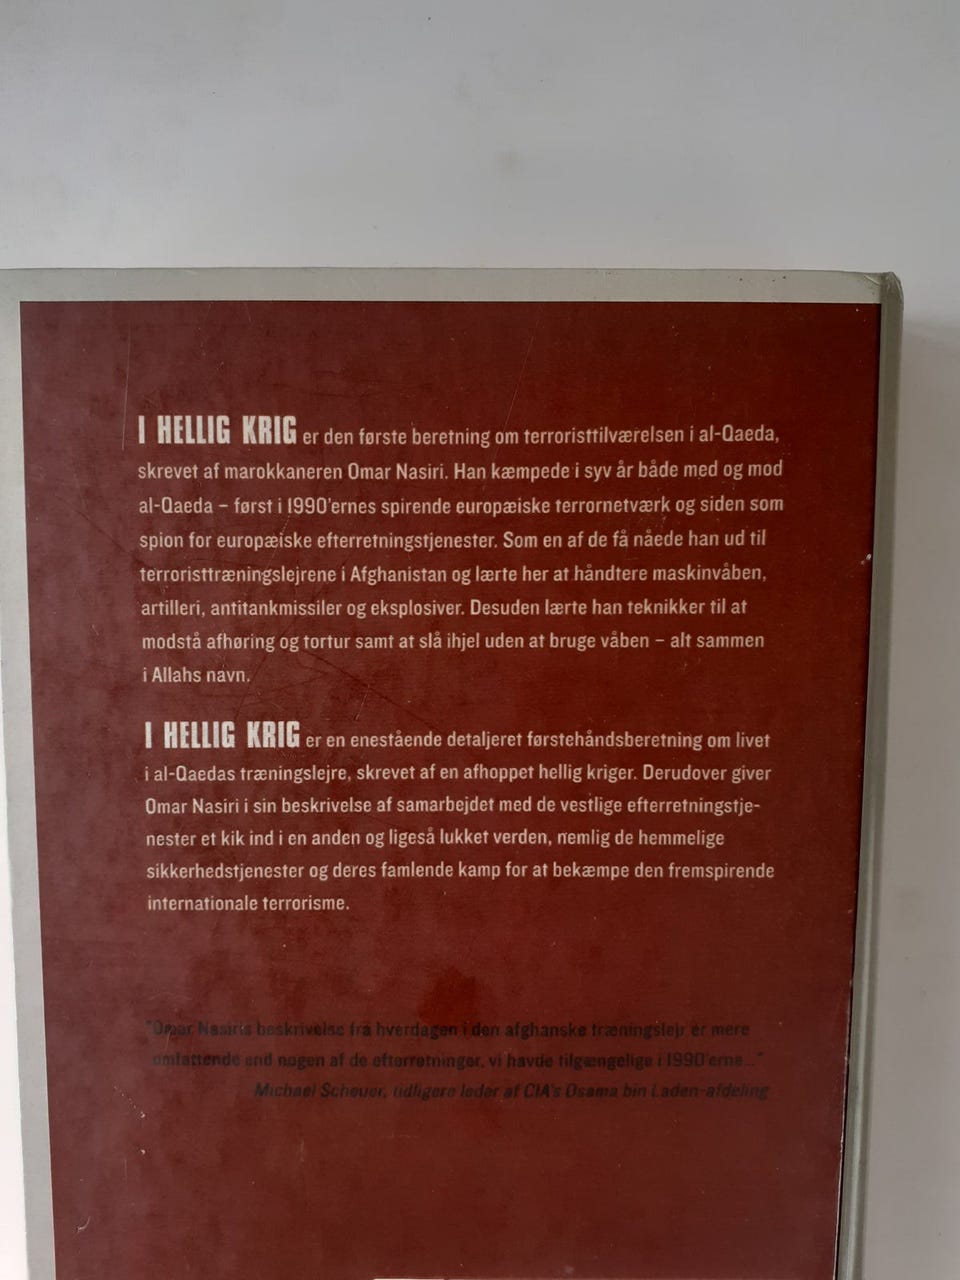 I HELLIG KRIG er den første beretning om terroristtilværelsen i al-Qaeda,
skrevet af marokkaneren Omar Nasiri. Han kæmpede i syv år både med og mod
al-Qaeda – først i 1990'ernes spirende europæiske terrornetværk og siden som
spion for europæiske efterretningstjenester. Som en af de få nåede han ud til
terroristtræningslejrene i Afghanistan og lærte her at håndtere maskinvåben,
artilleri, antitankmissiler og eksplosiver. Desuden lærte han teknikker til at
modstå afhøring og tortur samt at slå ihjel uden at bruge våben – alt sammen
i Allahs navn.
I HELLIG KRIG er en enestående detaljeret førstehåndsberetning om livet
i al-Qaedas træningslejre, skrevet af en afhoppet hellig kriger. Derudover giver
Omar Nasiri i sin beskrivelse af samarbejdet med de vestlige efterretningstje-
nester et kik ind i en anden og ligeså lukket verden, nemlig de hemmelige
sikkerhedstjenester og deres famlende kamp for at bekæmpe den fremspirende
internationale terrorisme.
"Omar Nasiris beskrivelse fra hverdagen i den afghanske træningslejr er mere
omfattende end nogen af de efterretninger, vi havde tilgængelige i 1990'erne..."
Michael Scheuer, tidligere leder af CIA's Osama bin Laden-afdeling